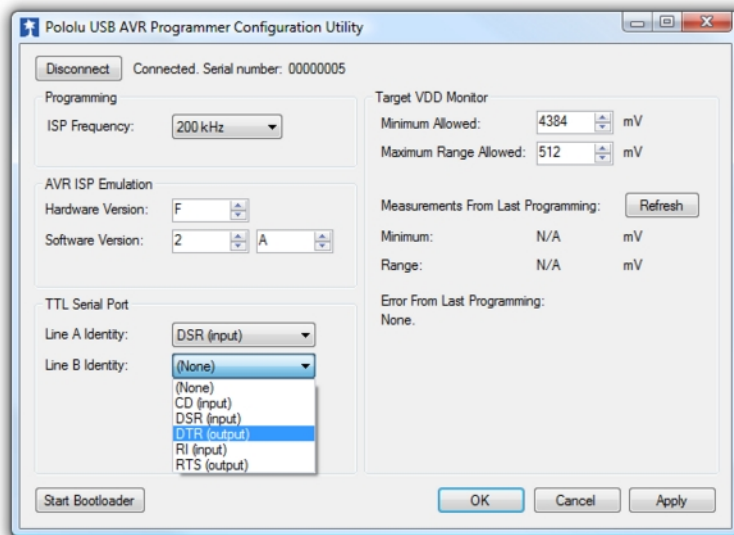 Pololu USB AVR Programmer Configuration Utility
Disconnect Connected. Serial number: 00000005
Programming
ISP Frequency: 200 kHz
AVR ISP Emulation
Hardware Version: F
Software Version: 2 A
TTL Serial Port
Line A Identity: DSR (input)
Line B Identity: (None)
(None)
CD (input)
DSR (input)
DTR (output)
RI (input)
RTS (output)
Target VDD Monitor
Minimum Allowed: 4384 mV
Maximum Range Allowed: 512 mV
Measurements From Last Programming: Refresh
Minimum: N/A mV
Range: N/A mV
Error From Last Programming:
None.
Start Bootloader OK Cancel Apply